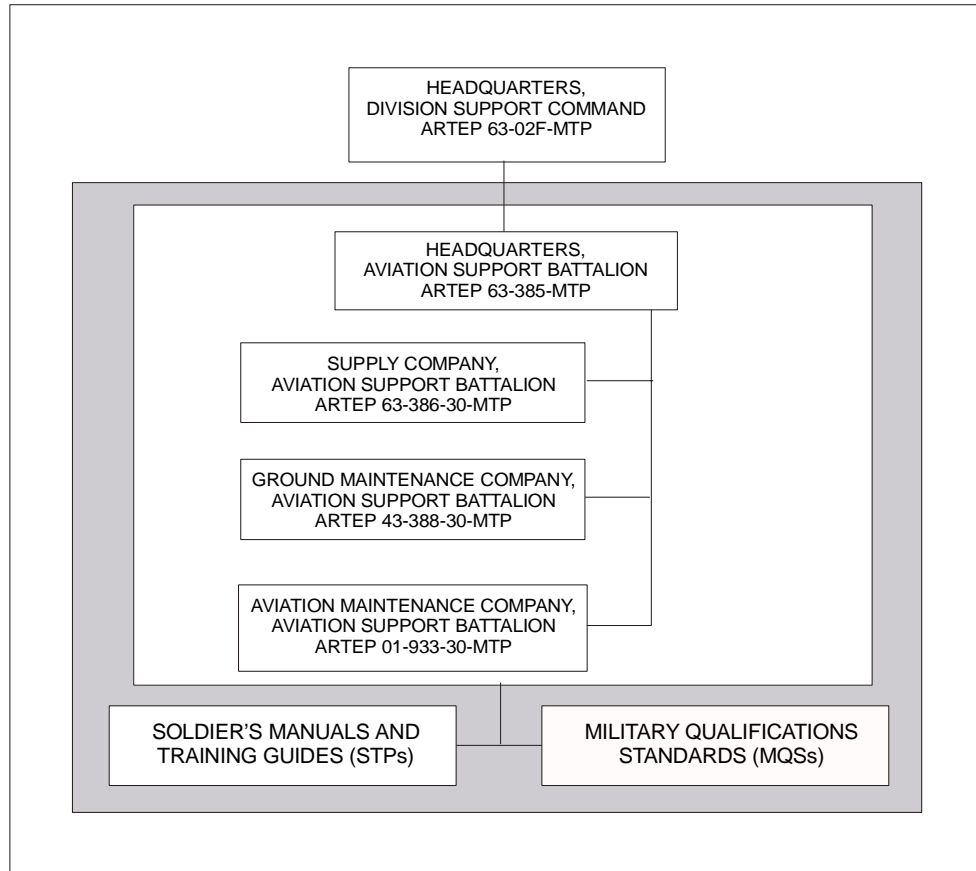 HEADQUARTERS,
DIVISION SUPPORT COMMAND
ARTEP 63-02F-MTP
HEADQUARTERS,
AVIATION SUPPORT BATTALION
ARTEP 63-385-MTP
SUPPLY COMPANY,
AVIATION SUPPORT BATTALION
ARTEP 63-386-30-MTP
GROUND MAINTENANCE COMPANY,
AVIATION SUPPORT BATTALION
ARTEP 43-388-30-MTP
AVIATION MAINTENANCE COMPANY,
AVIATION SUPPORT BATTALION
ARTEP 01-933-30-MTP
SOLDIER'S MANUALS AND
TRAINING GUIDES (STPs)
MILITARY QUALIFICATIONS
STANDARDS (MQSs)